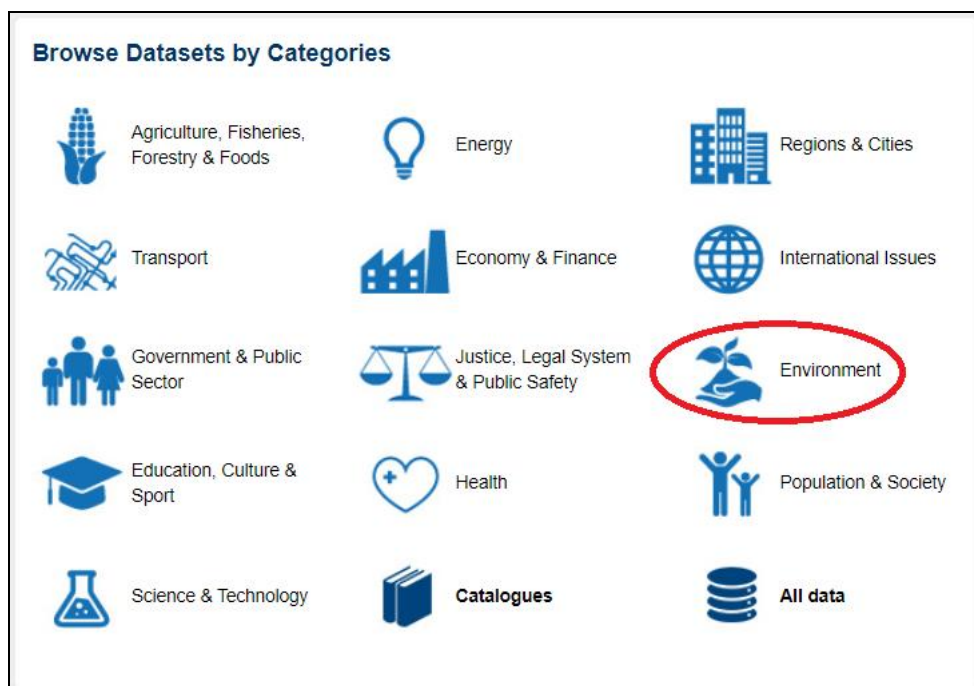 Browse Datasets by Categories
Agriculture, Fisheries,
Forestry & Foods
Energy
Regions & Cities
Transport
Economy & Finance
International Issues
Government & Public
Sector
Justice, Legal System
& Public Safety
Environment
Education, Culture &
Sport
Health
Population & Society
Science & Technology
Catalogues
All data